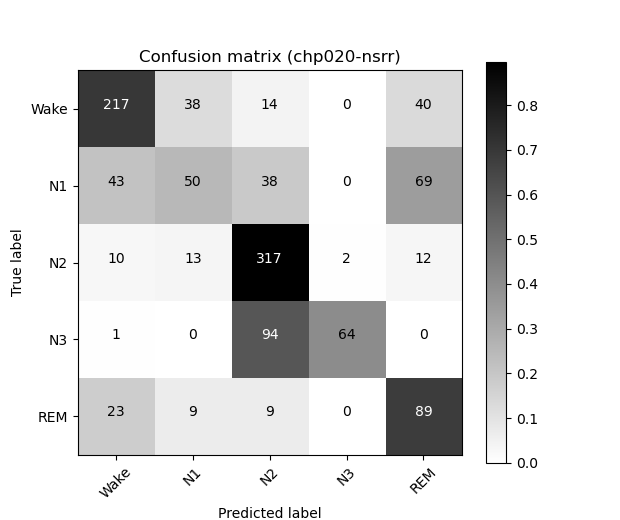 Confusion matrix (chp020-nsrr)
Wake 217 38 14 0 40
N1 43 50 38 0 69
N2 10 13 317 2 12
N3 1 0 94 64 0
REM 23 9 9 0 89
Wake N1 N2 N3 REM
Predicted label
True label
0.8
0.7
0.6
0.5
0.4
0.3
0.2
0.1
0.0